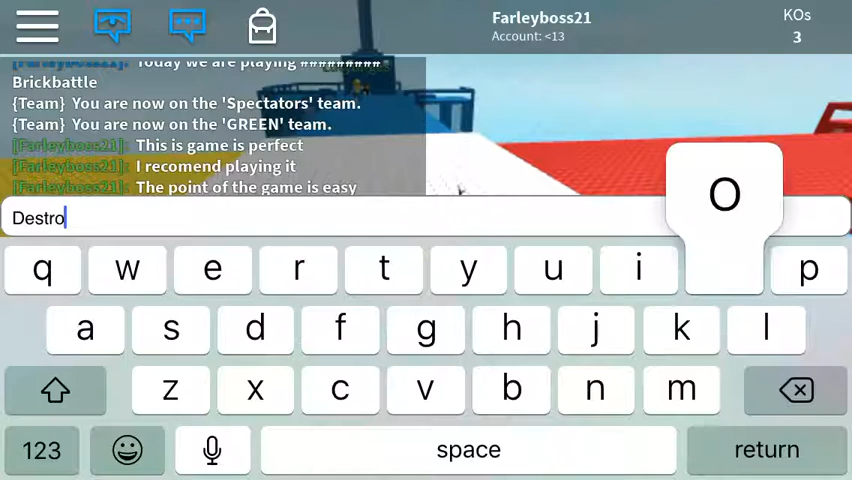 Farleyboss21
Account: <13
KOs
3
[Farleyboss21]: Today we are playing #########
Brickbattle
{Team} You are now on the 'Spectators' team.
{Team} You are now on the 'GREEN' team.
[Farleyboss21]: This is game is perfect
[Farleyboss21]: I recomend playing it
[Farleyboss21]: The point of the game is easy
Destro
O
q w e r t y u i p
a s d f g h j k l
z x c v b n m
123 space return